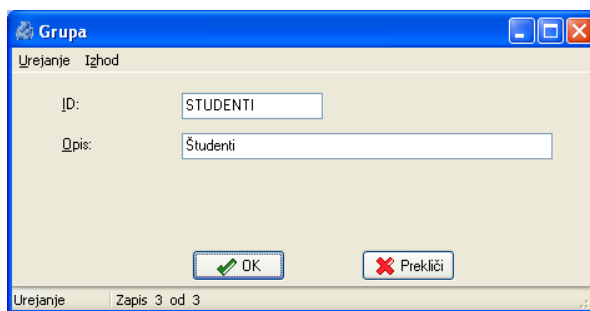 Grupa
Urejanje Izhod
ID: STUDENTI
Opis: Študenti
OK Prekliči
Urejanje Zapis 3 od 3